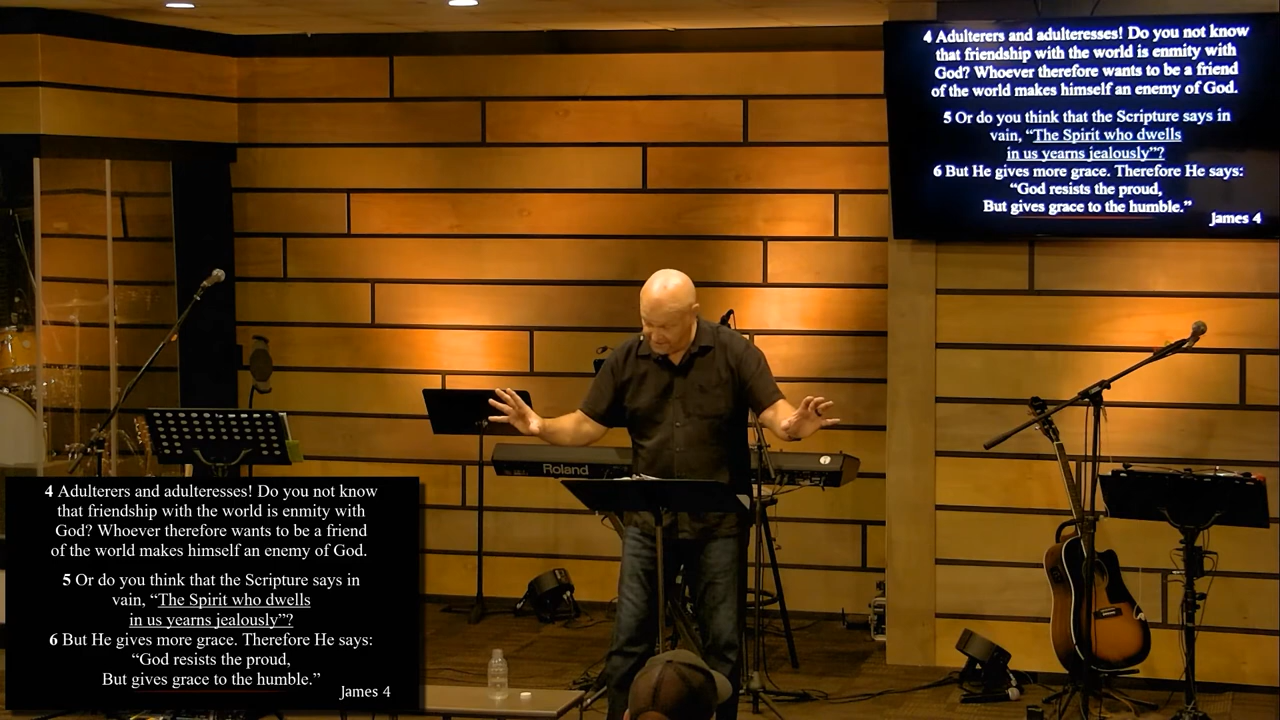 4 Adulterers and adulteresses! Do you not know
that friendship with the world is enmity with
God? Whoever therefore wants to be a friend
of the world makes himself an enemy of God.
5 Or do you think that the Scripture says in
vain, “The Spirit who dwells
in us yearns jealously”?
6 But He gives more grace. Therefore He says:
“God resists the proud,
But gives grace to the humble.”
James 4
Roland
4 Adulterers and adulteresses! Do you not know
that friendship with the world is enmity with
God? Whoever therefore wants to be a friend
of the world makes himself an enemy of God.
5 Or do you think that the Scripture says in
vain, “The Spirit who dwells
in us yearns jealously”?
6 But He gives more grace. Therefore He says:
“God resists the proud,
But gives grace to the humble.”
James 4